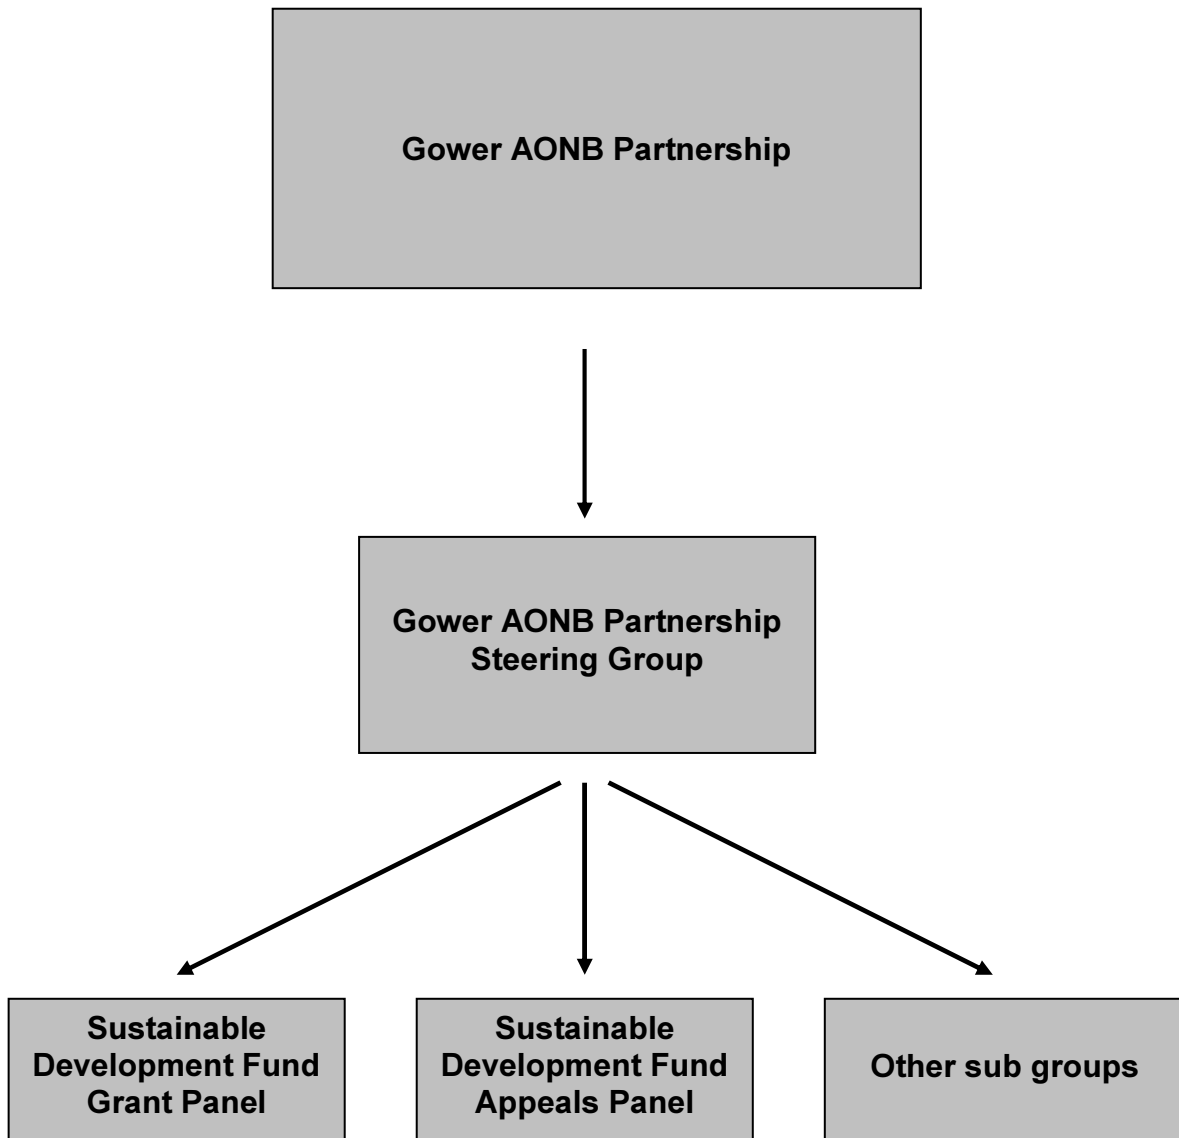 Gower AONB Partnership
Gower AONB Partnership
Steering Group
Sustainable
Development Fund
Grant Panel
Sustainable
Development Fund
Appeals Panel
Other sub groups